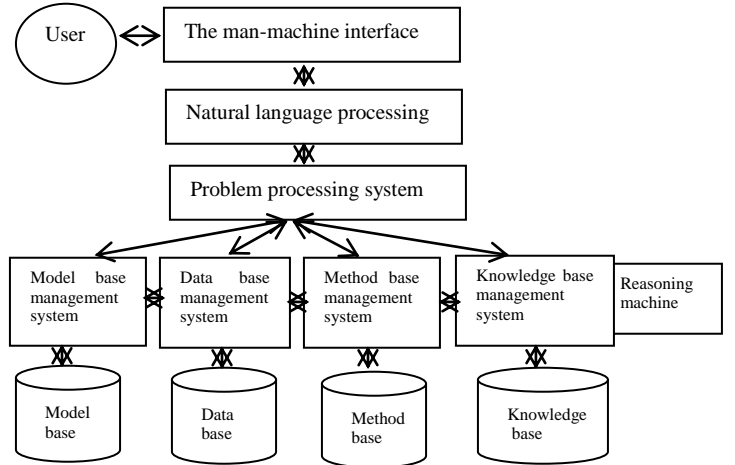 User
The man-machine interface
Natural language processing
Problem processing system
Model base
management
system
Data base
management
system
Method base
management
system
Knowledge base
management
system
Reasoning
machine
Model
base
Data
base
Method
base
Knowledge
base